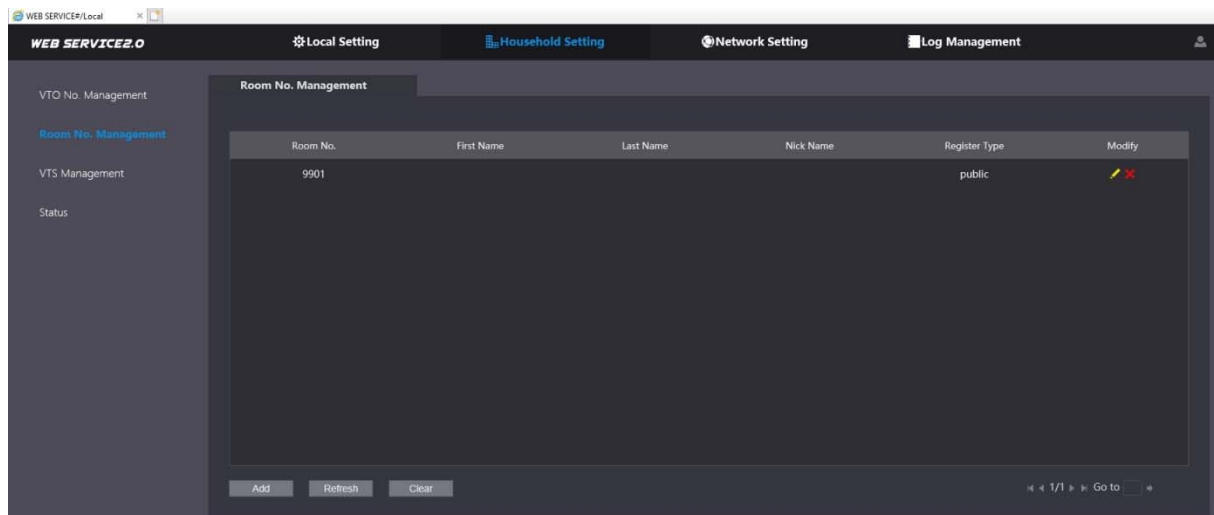 WEB SERVICE#/Local
WEB SERVICE2.0 Local Setting Household Setting Network Setting Log Management
VTO No. Management
Room No. Management
VTS Management
Status
Room No. Management
Room No. First Name Last Name Nick Name Register Type Modify
9901 public
Add Refresh Clear 1/1 Go to